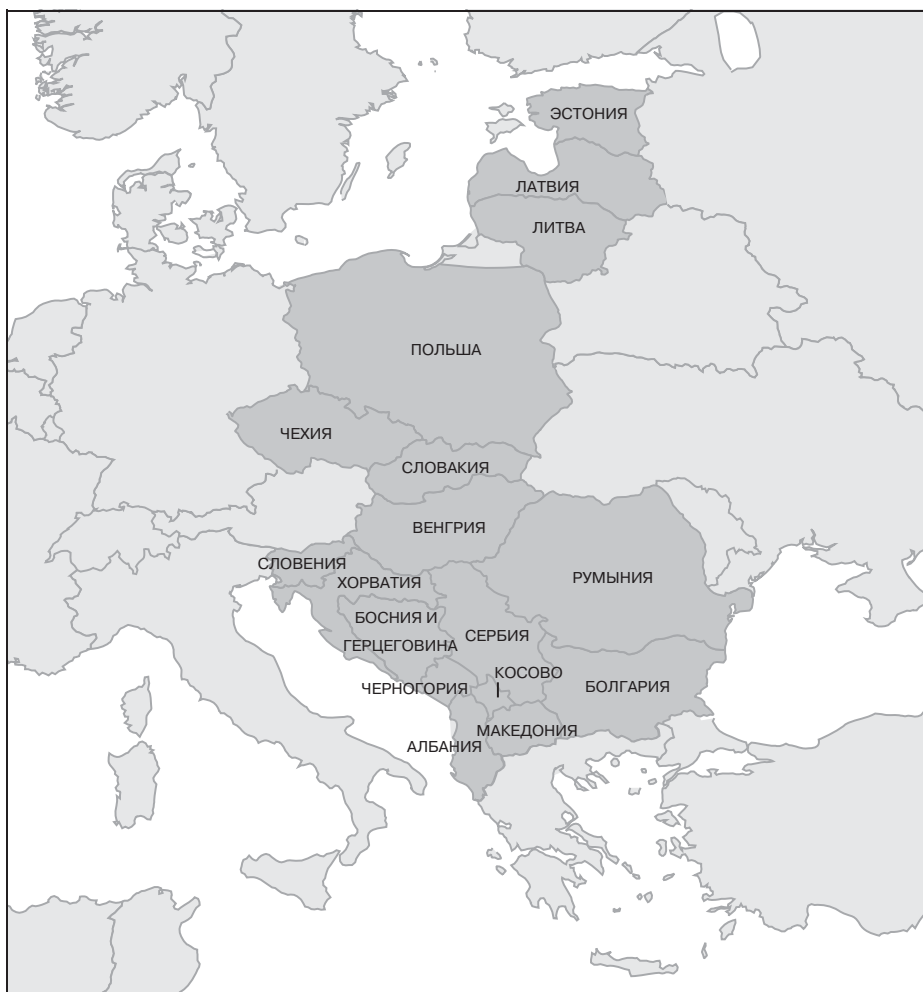 ЭСТОНИЯ
ЛАТВИЯ
ЛИТВА
ПОЛЬША
ЧЕХИЯ
СЛОВАКИЯ
ВЕНГРИЯ
СЛОВЕНИЯ
ХОРВАТИЯ
РУМЫНИЯ
БОСНИЯ И
ГЕРЦЕГОВИНА
СЕРБИЯ
КОСОВО
ЧЕРНОГОРИЯ
БОЛГАРИЯ
МАКЕДОНИЯ
АЛБАНИЯ